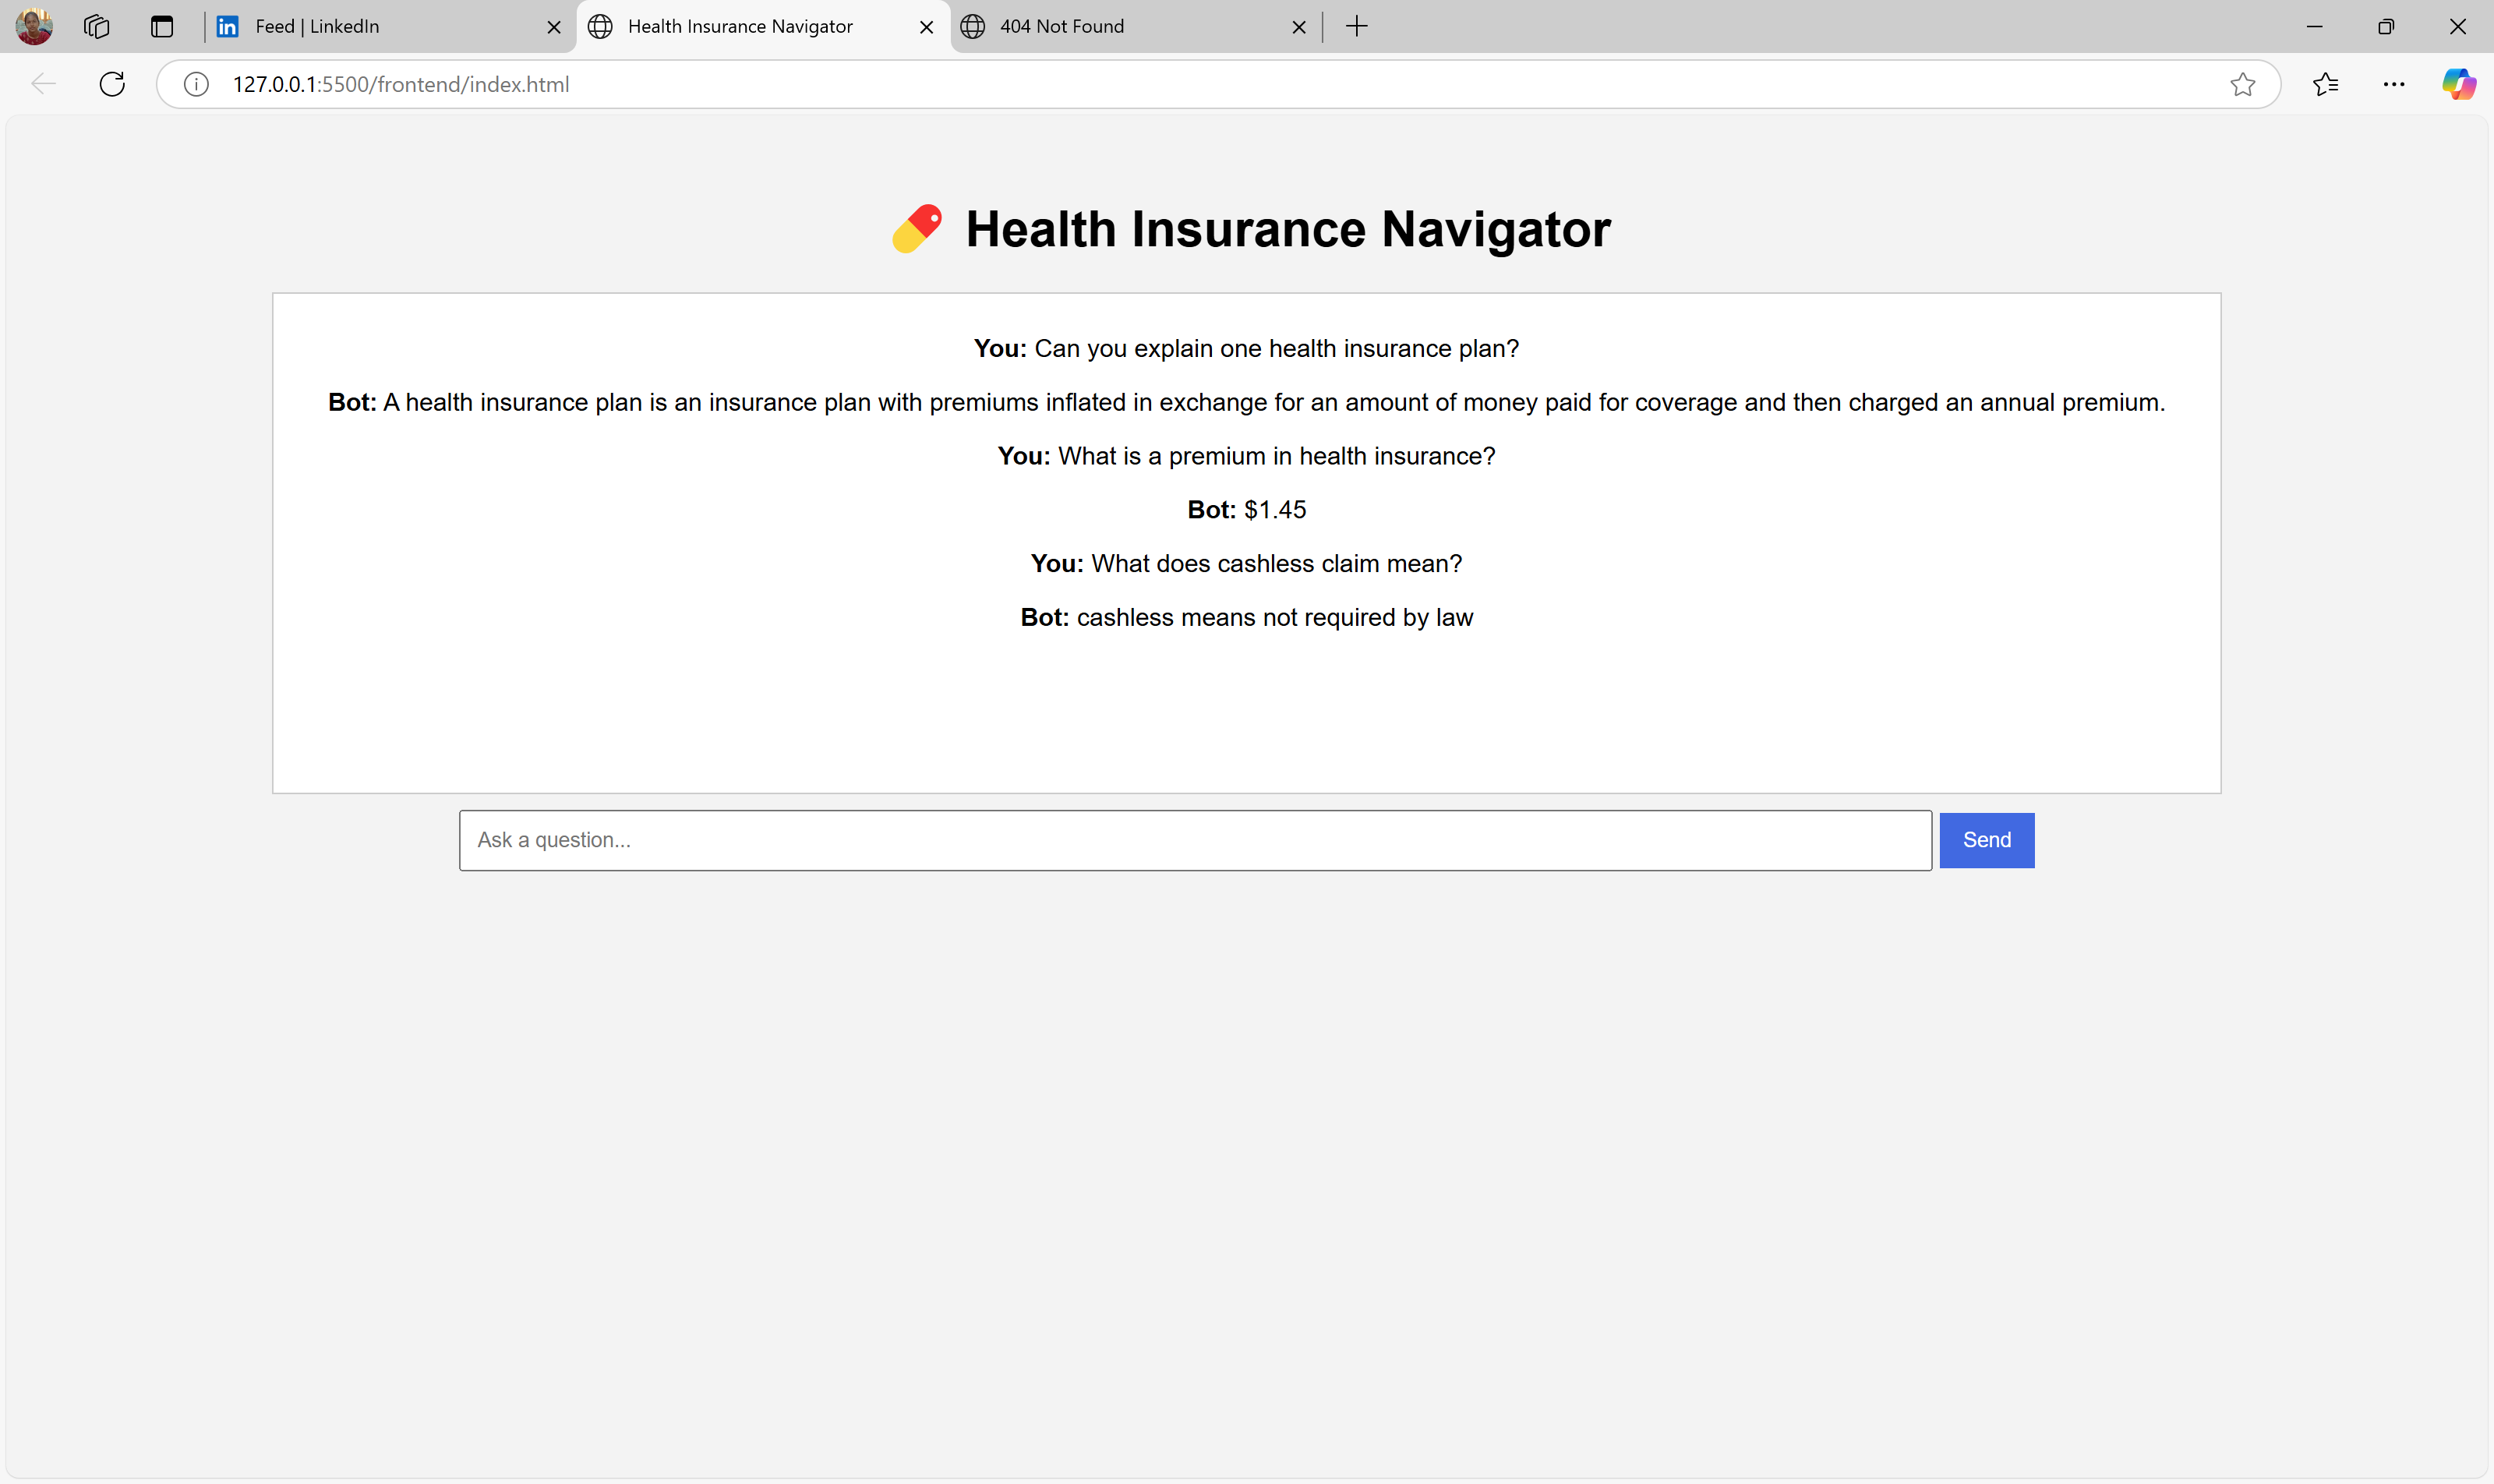 Feed | LinkedIn
Health Insurance Navigator
404 Not Found
127.0.0.1:5500/frontend/index.html
Health Insurance Navigator
You: Can you explain one health insurance plan?
Bot: A health insurance plan is an insurance plan with premiums inflated in exchange for an amount of money paid for coverage and then charged an annual premium.
You: What is a premium in health insurance?
Bot: $1.45
You: What does cashless claim mean?
Bot: cashless means not required by law
Ask a question...
Send